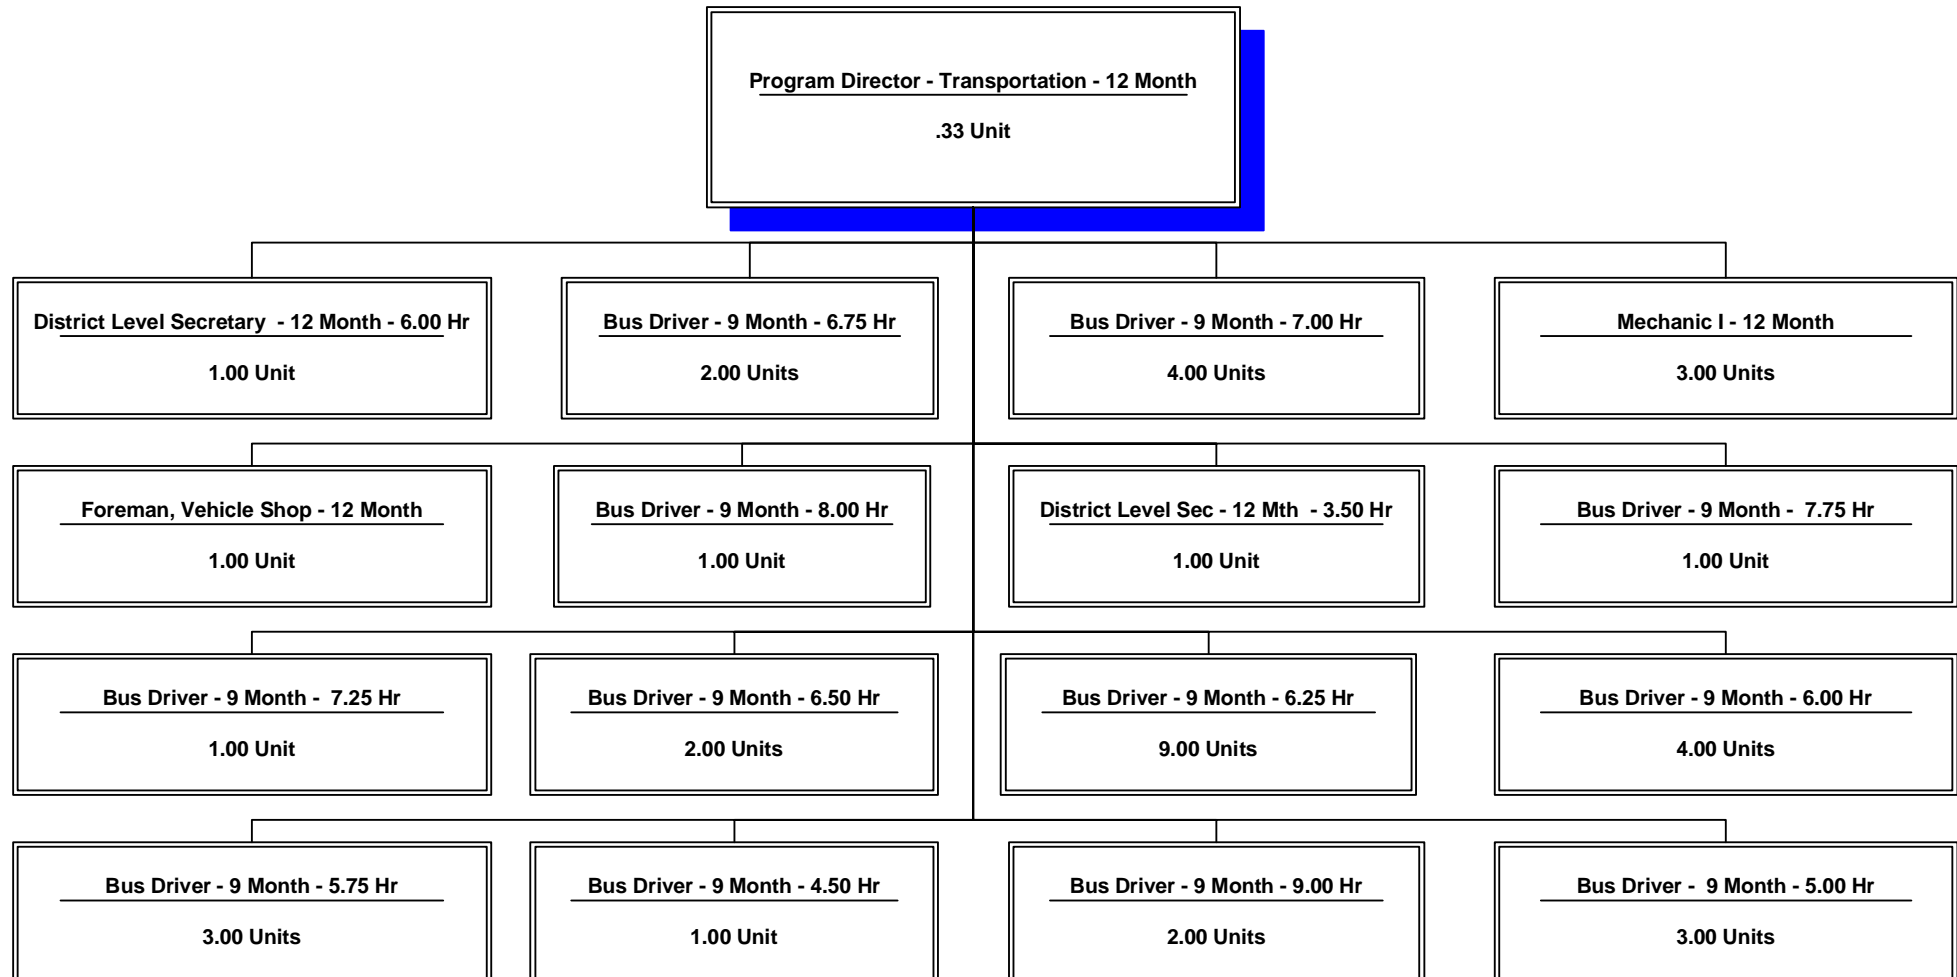 Program Director - Transportation - 12 Month
.33 Unit
District Level Secretary  - 12 Month - 6.00 Hr
1.00 Unit
Bus Driver - 9 Month - 6.75 Hr
2.00 Units
Bus Driver - 9 Month - 7.00 Hr
4.00 Units
Mechanic I - 12 Month
3.00 Units
Foreman, Vehicle Shop - 12 Month
1.00 Unit
Bus Driver - 9 Month - 8.00 Hr
1.00 Unit
District Level Sec - 12 Mth  - 3.50 Hr
1.00 Unit
Bus Driver - 9 Month -  7.75 Hr
1.00 Unit
Bus Driver - 9 Month -  7.25 Hr
1.00 Unit
Bus Driver - 9 Month - 6.50 Hr
2.00 Units
Bus Driver - 9 Month - 6.25 Hr
9.00 Units
Bus Driver - 9 Month - 6.00 Hr
4.00 Units
Bus Driver - 9 Month - 5.75 Hr
3.00 Units
Bus Driver - 9 Month - 4.50 Hr
1.00 Unit
Bus Driver - 9 Month - 9.00 Hr
2.00 Units
Bus Driver -  9 Month - 5.00 Hr
3.00 Units